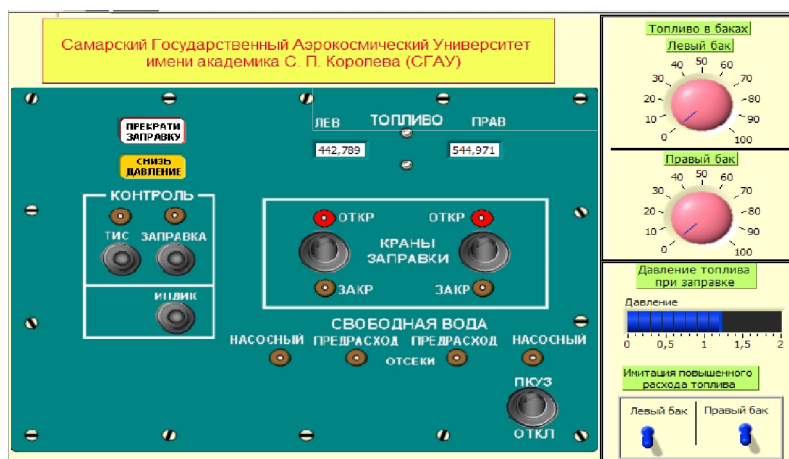 Самарский Государственный Аэрокосмический Университет
имени академика С. П. Королева (СГАУ)
ПРЕКРАТИ
ЗАПРАВКУ
СНИЗЬ
ДАВЛЕНИЕ
ЛЕВ ТОПЛИВО ПРАВ
442,789 544,971
КОНТРОЛЬ
ТИС ЗАПРАВКА
ИНДИК
ОТКР ОТКР
КРАНЫ
ЗАПРАВКИ
ЗАКР ЗАКР
СВОБОДНАЯ ВОДА
НАСОСНЫЙ ПРЕДРАСХОД ПРЕДРАСХОД НАСОСНЫЙ
ОТСЕКИ
ПКУЗ
ОТКЛ
Топливо в баках
Левый бак
0 10 20 30 40 50 60 70 80 90 100
Правый бак
0 10 20 30 40 50 60 70 80 90 100
Давление топлива
при заправке
Давление
0 0,5 1 1,5 2
Имитация повышенного
расхода топлива
Левый бак Правый бак